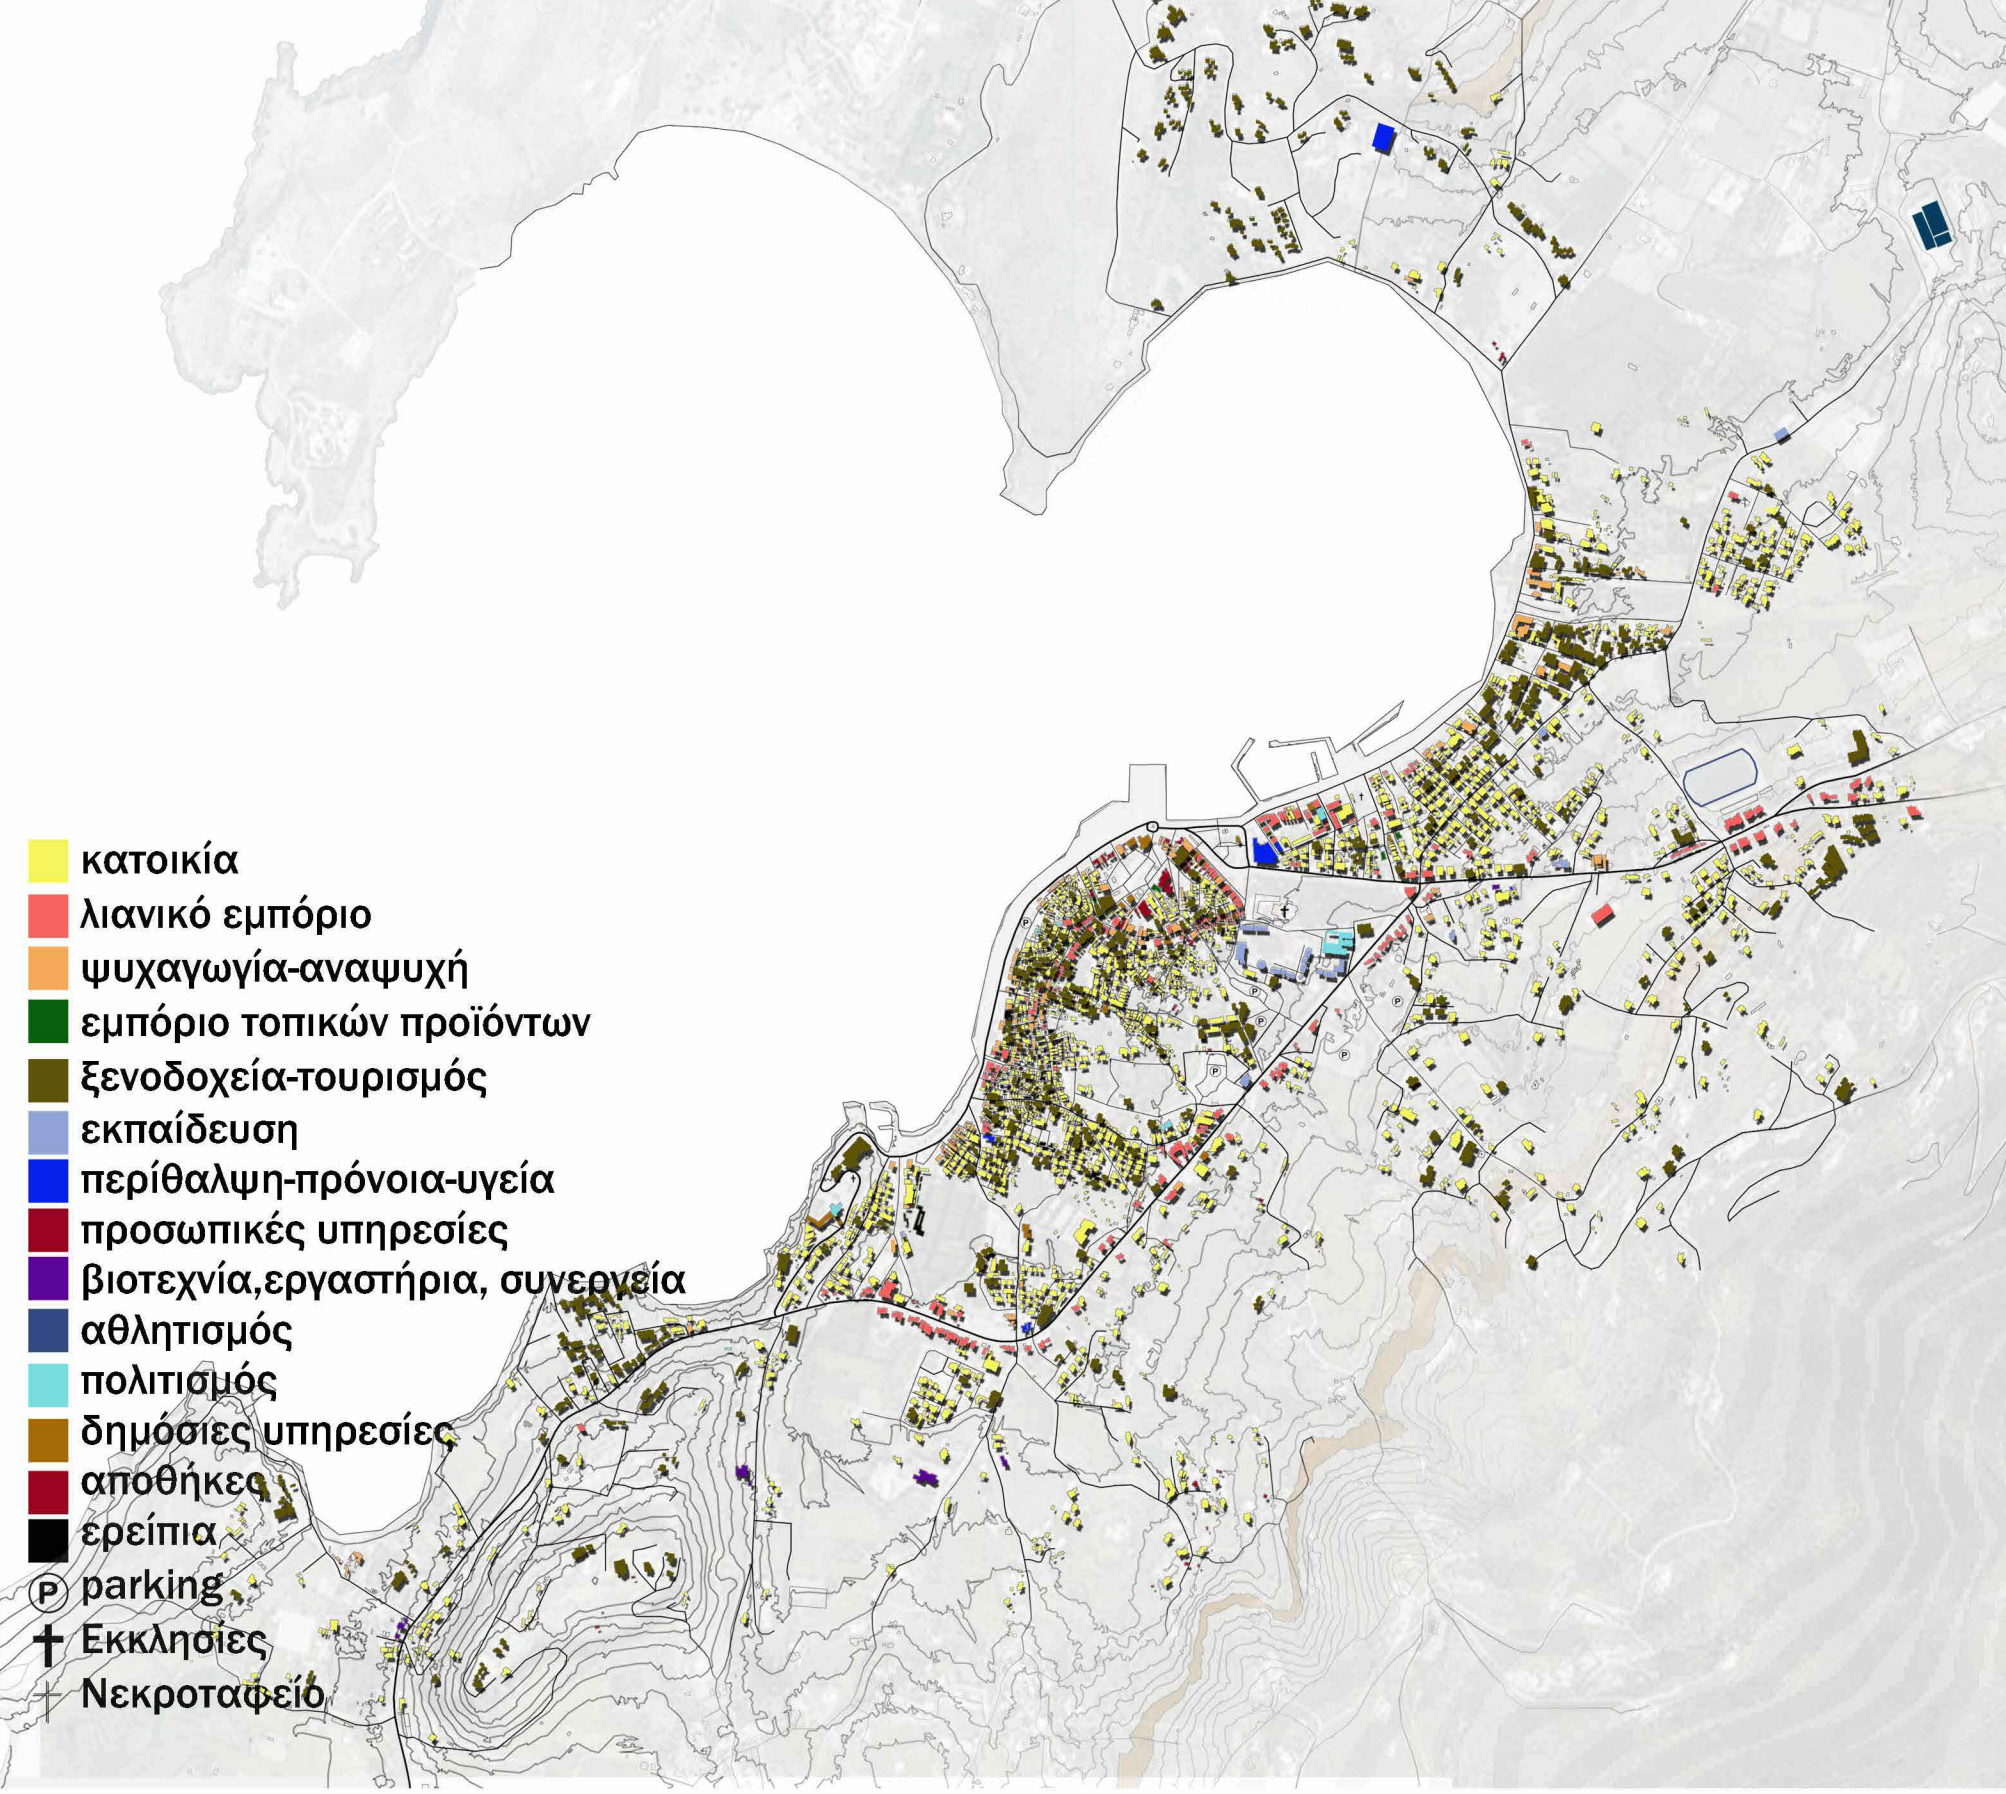 κατοικία
λιανικό εμπόριο
ψυχαγωγία-αναψυχή
εμπόριο τοπικών προϊόντων
ξενοδοχεία-τουρισμός
εκπαίδευση
περίθαλψη-πρόνοια-υγεία
προσωπικές υπηρεσίες
βιοτεχνία,εργαστήρια, συνεργεία
αθλητισμός
πολιτισμός
δημόσιες υπηρεσίες
αποθήκες
ερείπια
P parking
Εκκλησίες
Νεκροταφείο
P
P
P
P
P
P